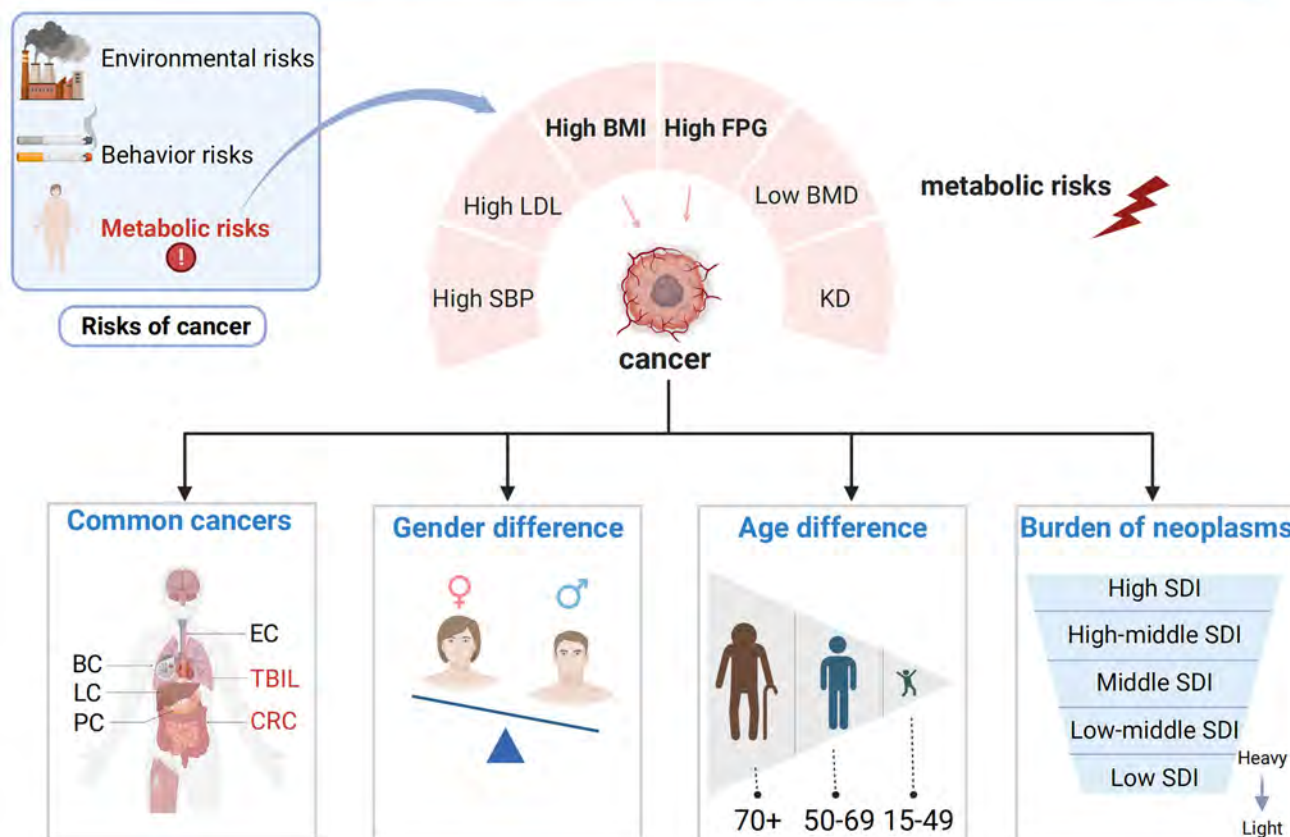 Environmental risks
Behavior risks
Metabolic risks
!
Risks of cancer
High SBP
High LDL
High BMI
High FPG
Low BMD
KD
metabolic risks
cancer
Common cancers
EC
BC
TBIL
LC
PC
CRC
Gender difference
♀
♂
Age difference
70+
50-69
15-49
Burden of neoplasms
High SDI
High-middle SDI
Middle SDI
Low-middle SDI
Low SDI
Heavy
Light